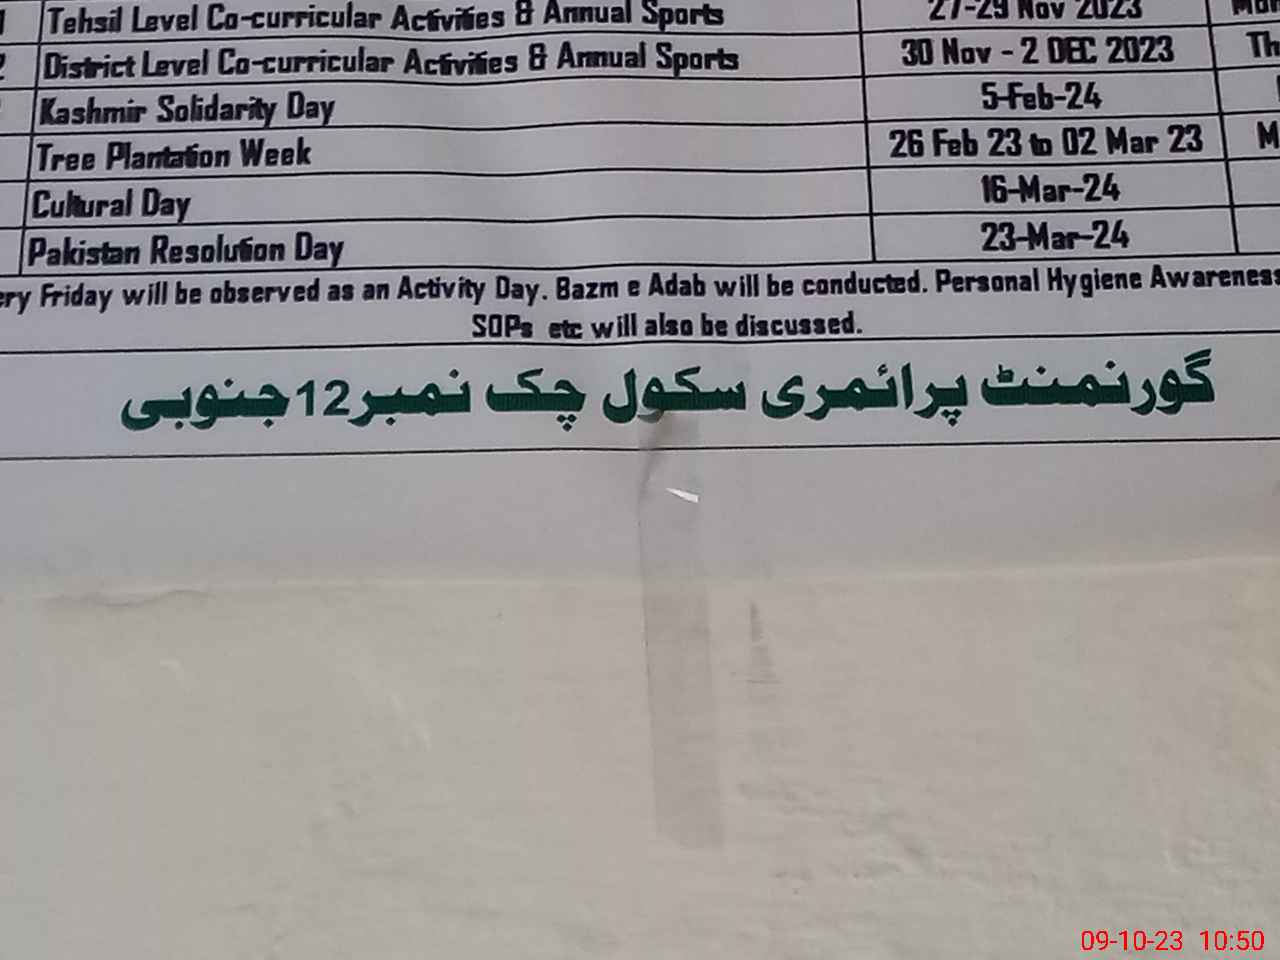 Tehsil Level Co-curricular Activities & Annual Sports 27-29 Nov 2023
District Level Co-curricular Activities & Annual Sports 30 Nov - 2 DEC 2023 Th
Kashmir Solidarity Day 5-Feb-24
Tree Plantation Week 26 Feb 23 to 02 Mar 23 M
Cultural Day 16-Mar-24
Pakistan Resolution Day 23-Mar-24
ery Friday will be observed as an Activity Day. Bazm e Adab will be conducted. Personal Hygiene Awareness
SOPs etc will also be discussed.
گورنمنٹ پرائمری سکول چک نمبر12جنوبی
09-10-23 10:50